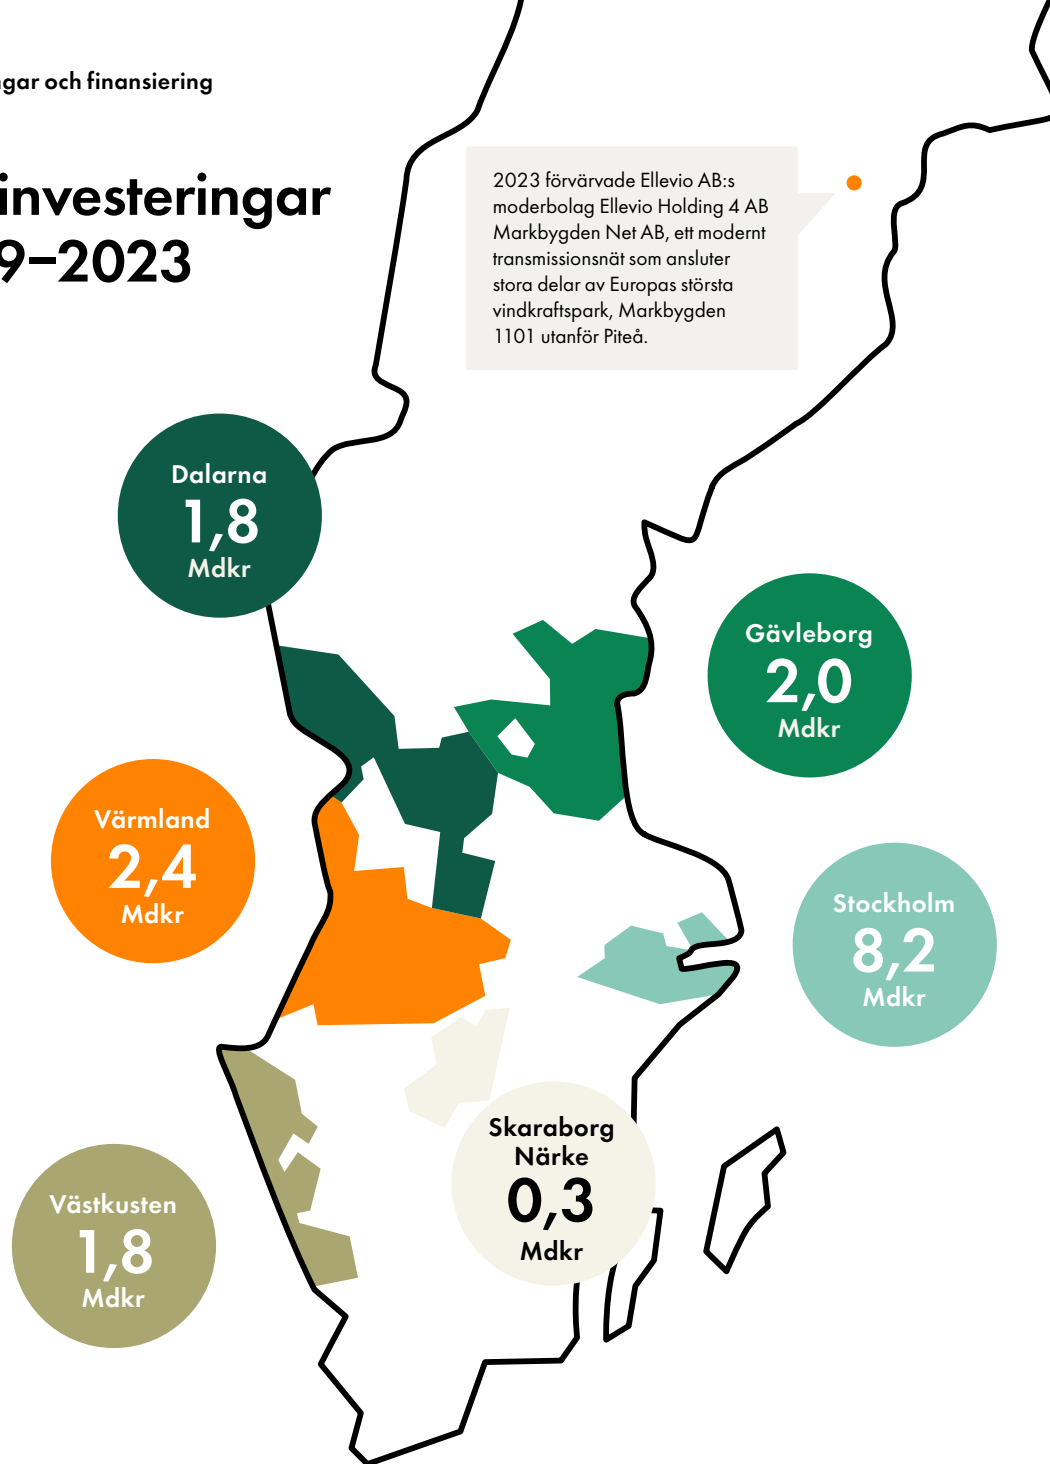 gar och finansiering
investeringar
9–2023
2023 förvärvade Ellevio AB:s
moderbolag Ellevio Holding 4 AB
Markbygden Net AB, ett modernt
transmissionsnät som ansluter
stora delar av Europas största
vindkraftspark, Markbygden
1101 utanför Piteå.
Dalarna
1,8
Mdkr
Gävleborg
2,0
Mdkr
Värmland
2,4
Mdkr
Stockholm
8,2
Mdkr
Skaraborg
Närke
0,3
Mdkr
Västkusten
1,8
Mdkr